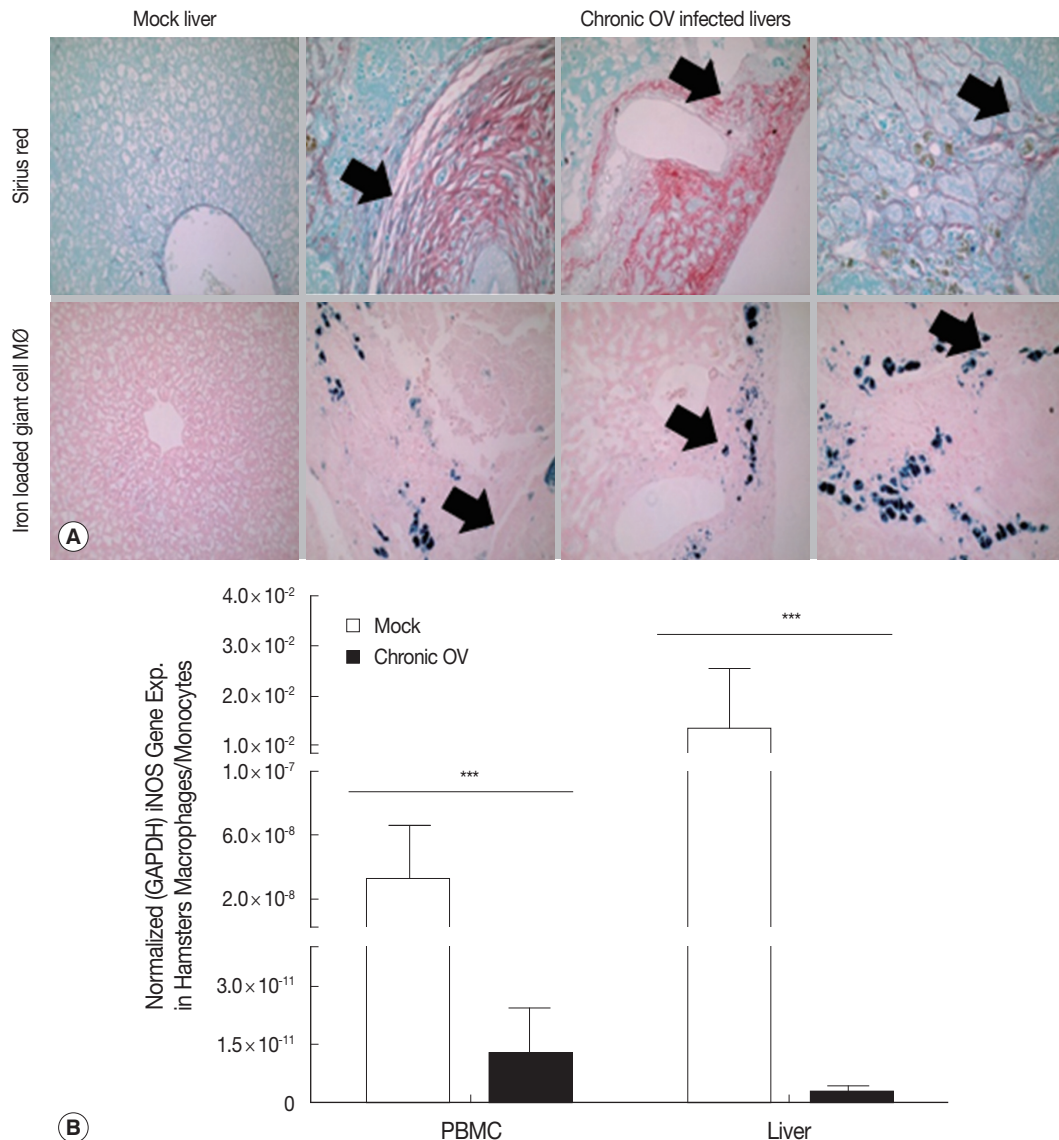 Mock liver
Chronic OV infected livers
Sirius red
Iron loaded giant cell MØ
A
4.0×10⁻²
3.0×10⁻²
2.0×10⁻²
1.0×10⁻²
1.0×10⁻⁷
6.0×10⁻⁸
2.0×10⁻⁸
3.0×10⁻¹¹
1.5×10⁻¹¹
0
Normalized (GAPDH) iNOS Gene Exp.
in Hamsters Macrophages/Monocytes
Mock
Chronic OV
***
***
PBMC
Liver
B